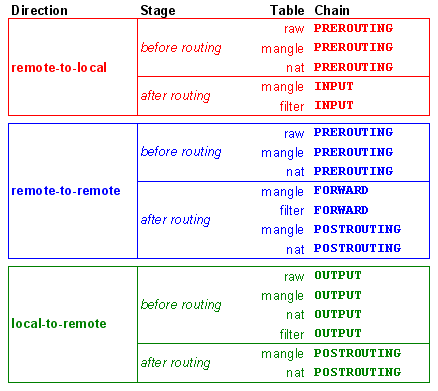 Direction Stage Table Chain
raw PREROUTING
before routing mangle PREROUTING
nat PREROUTING
remote-to-local
after routing mangle INPUT
filter INPUT
raw PREROUTING
before routing mangle PREROUTING
nat PREROUTING
remote-to-remote
mangle FORWARD
after routing filter FORWARD
mangle POSTROUTING
nat POSTROUTING
raw OUTPUT
before routing mangle OUTPUT
nat OUTPUT
filter OUTPUT
local-to-remote
after routing mangle POSTROUTING
nat POSTROUTING